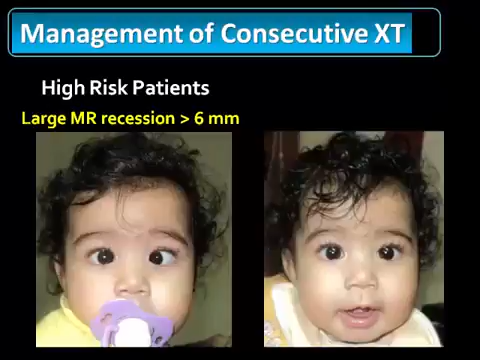 Management of Consecutive XT
High Risk Patients
Large MR recession > 6 mm